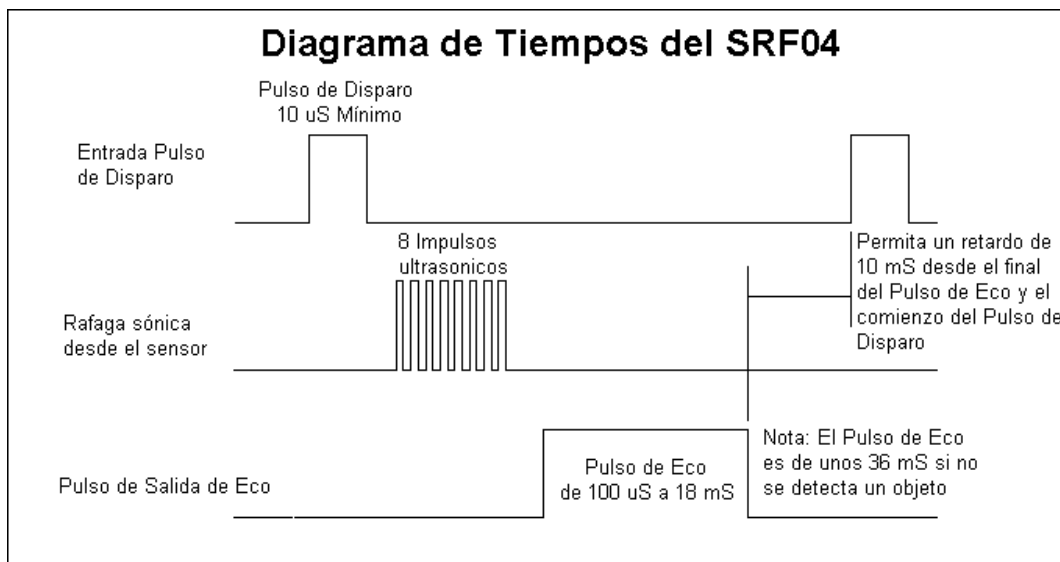 Diagrama de Tiempos del SRF04
Pulso de Disparo
10 uS Mínimo
Entrada Pulso
de Disparo
8 Impulsos
ultrasonicos
Permita un retardo de
10 mS desde el final
del Pulso de Eco y el
comienzo del Pulso de
Disparo
Rafaga sónica
desde el sensor
Pulso de Salida de Eco
Pulso de Eco
de 100 uS a 18 mS
Nota: El Pulso de Eco
es de unos 36 mS si no
se detecta un objeto